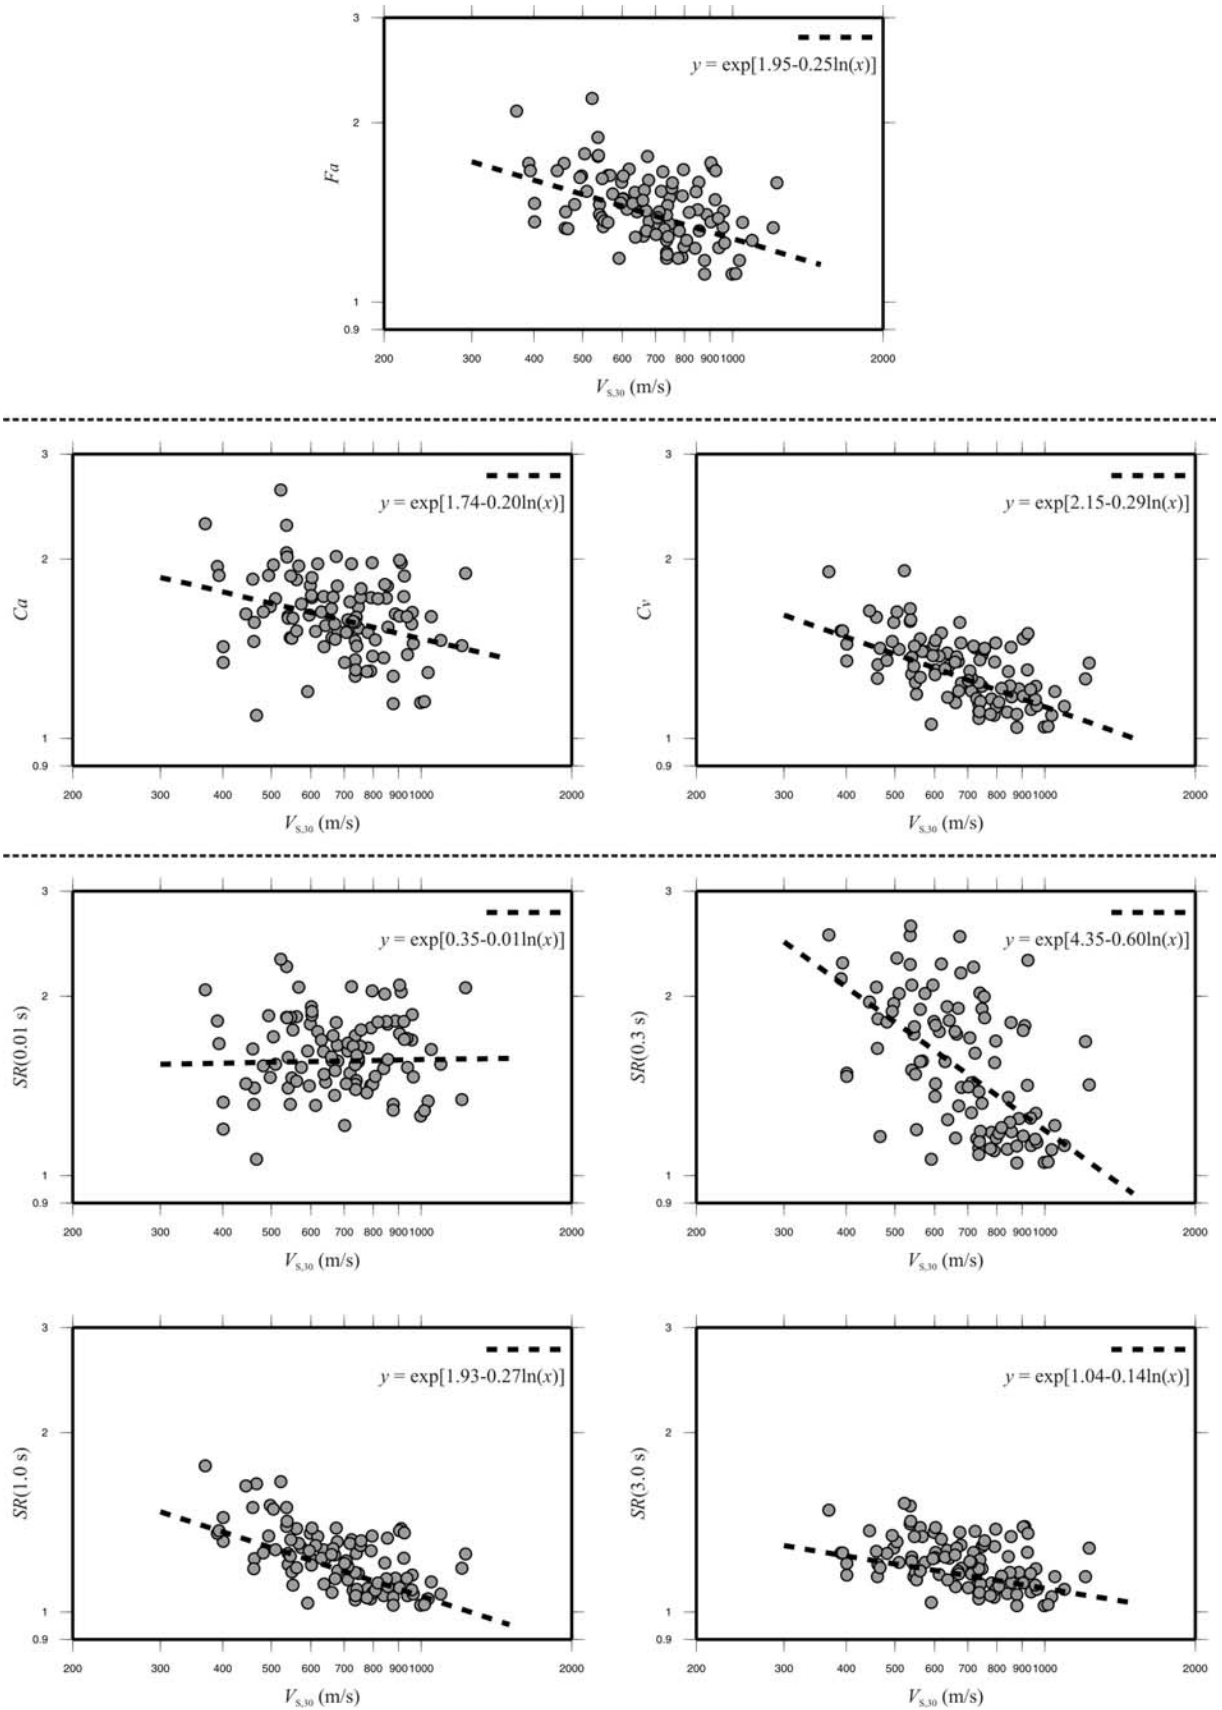 3
y = exp[1.95-0.25ln(x)]
2
Fa
1
0.9
200 300 400 500 600 700 800 900 1000 2000
V_S,30 (m/s)
3 3
y = exp[1.74-0.20ln(x)] y = exp[2.15-0.29ln(x)]
2 2
Ca Cv
1 1
0.9 0.9
200 300 400 500 600 700 800 900 1000 2000 200 300 400 500 600 700 800 900 1000 2000
V_S,30 (m/s) V_S,30 (m/s)
3 3
y = exp[0.35-0.01ln(x)] y = exp[4.35-0.60ln(x)]
2 2
SR(0.01 s) SR(0.3 s)
1 1
0.9 0.9
200 300 400 500 600 700 800 900 1000 2000 200 300 400 500 600 700 800 900 1000 2000
V_S,30 (m/s) V_S,30 (m/s)
3 3
y = exp[1.93-0.27ln(x)] y = exp[1.04-0.14ln(x)]
2 2
SR(1.0 s) SR(3.0 s)
1 1
0.9 0.9
200 300 400 500 600 700 800 900 1000 2000 200 300 400 500 600 700 800 900 1000 2000
V_S,30 (m/s) V_S,30 (m/s)